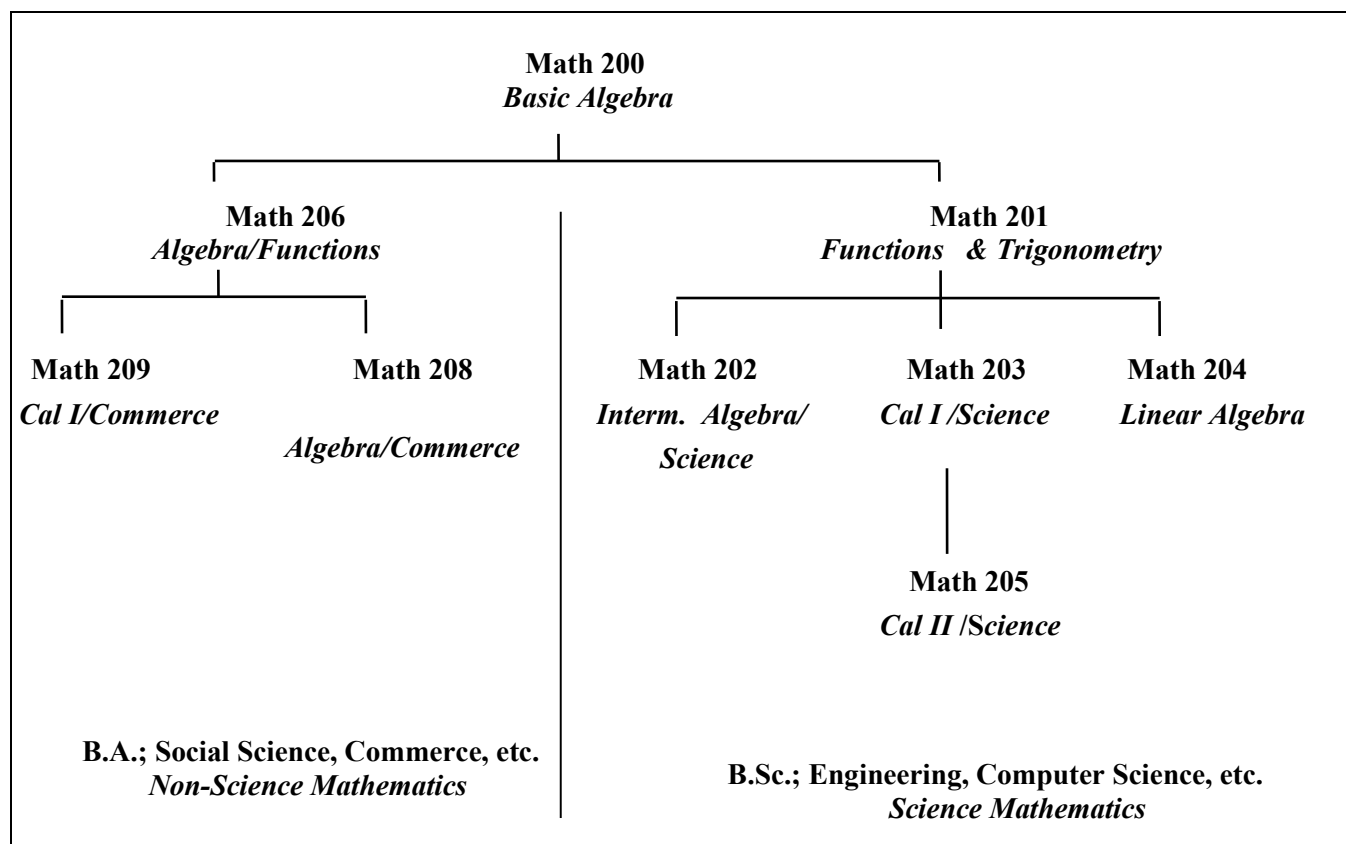 Math 200
Basic Algebra
Math 206
Algebra/Functions
Math 201
Functions & Trigonometry
Math 209
Cal I/Commerce
Math 208
Algebra/Commerce
Math 202
Interm. Algebra/
Science
Math 203
Cal I /Science
Math 204
Linear Algebra
Math 205
Cal II /Science
B.A.; Social Science, Commerce, etc.
Non-Science Mathematics
B.Sc.; Engineering, Computer Science, etc.
Science Mathematics